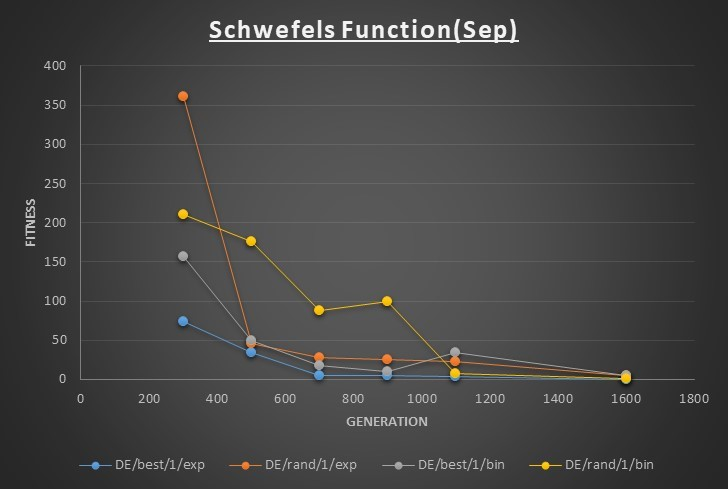 Schwefels Function(Sep)
400
350
300
250
200
150
100
50
0
FITNESS
0 200 400 600 800 1000 1200 1400 1600 1800
GENERATION
DE/best/1/exp DE/rand/1/exp DE/best/1/bin DE/rand/1/bin